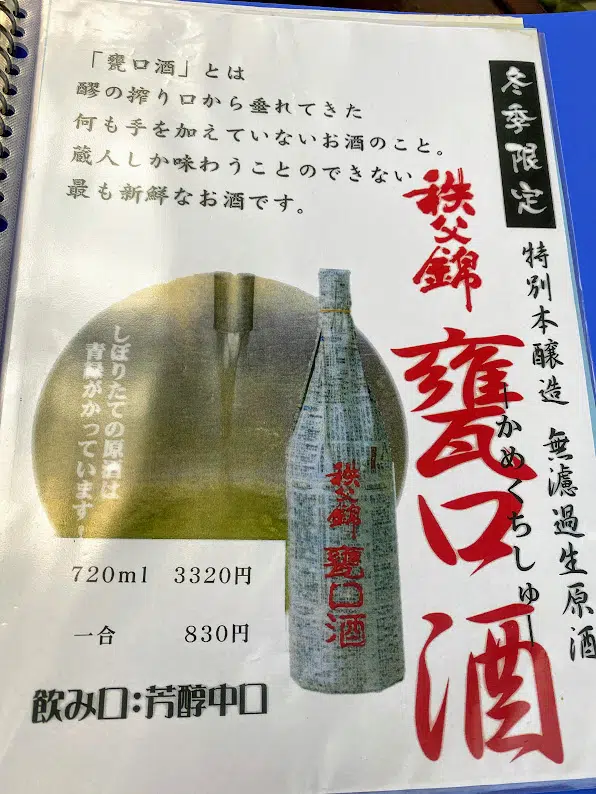 冬季限定
特別本醸造 無濾過生原酒
秩父錦
甕口酒
-かめくちしゅ-
「甕口酒」とは
醪の搾り口から垂れてきた
何も手を加えていないお酒のこと。
蔵人しか味わうことのできない
最も新鮮なお酒です。
しぼりたての原酒は
青緑がかっています。
秩父錦
甕口酒
720ml 3320円
一合 830円
飲み口:芳醇中口